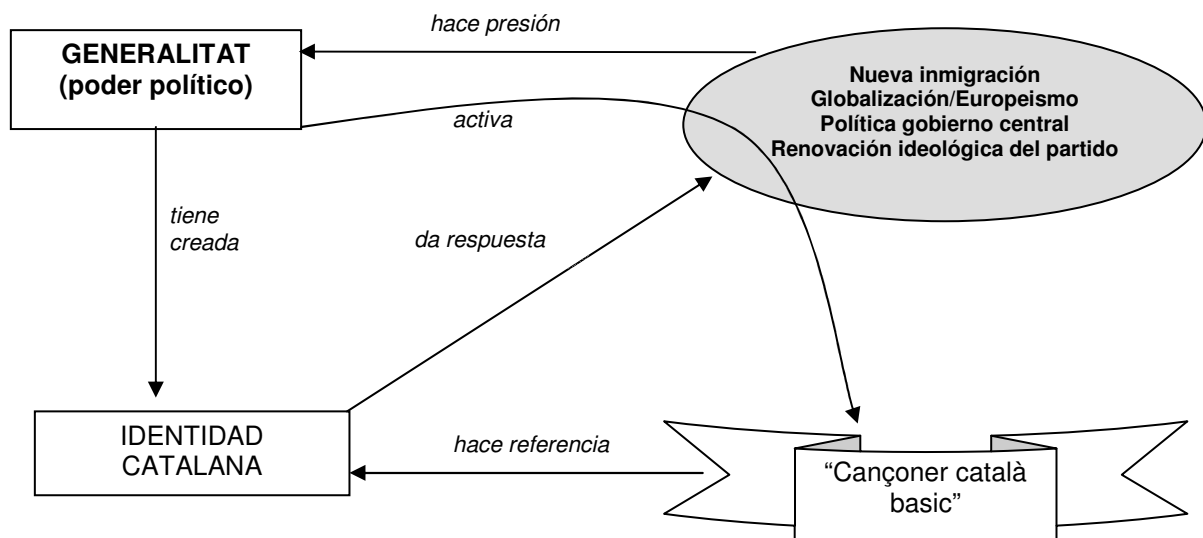 hace presión
GENERALITAT
(poder político)
Nueva inmigración
Globalización/Europeismo
Política gobierno central
Renovación ideológica del partido
activa
tiene
creada
da respuesta
IDENTIDAD
CATALANA
hace referencia
“Cançoner català
basic”